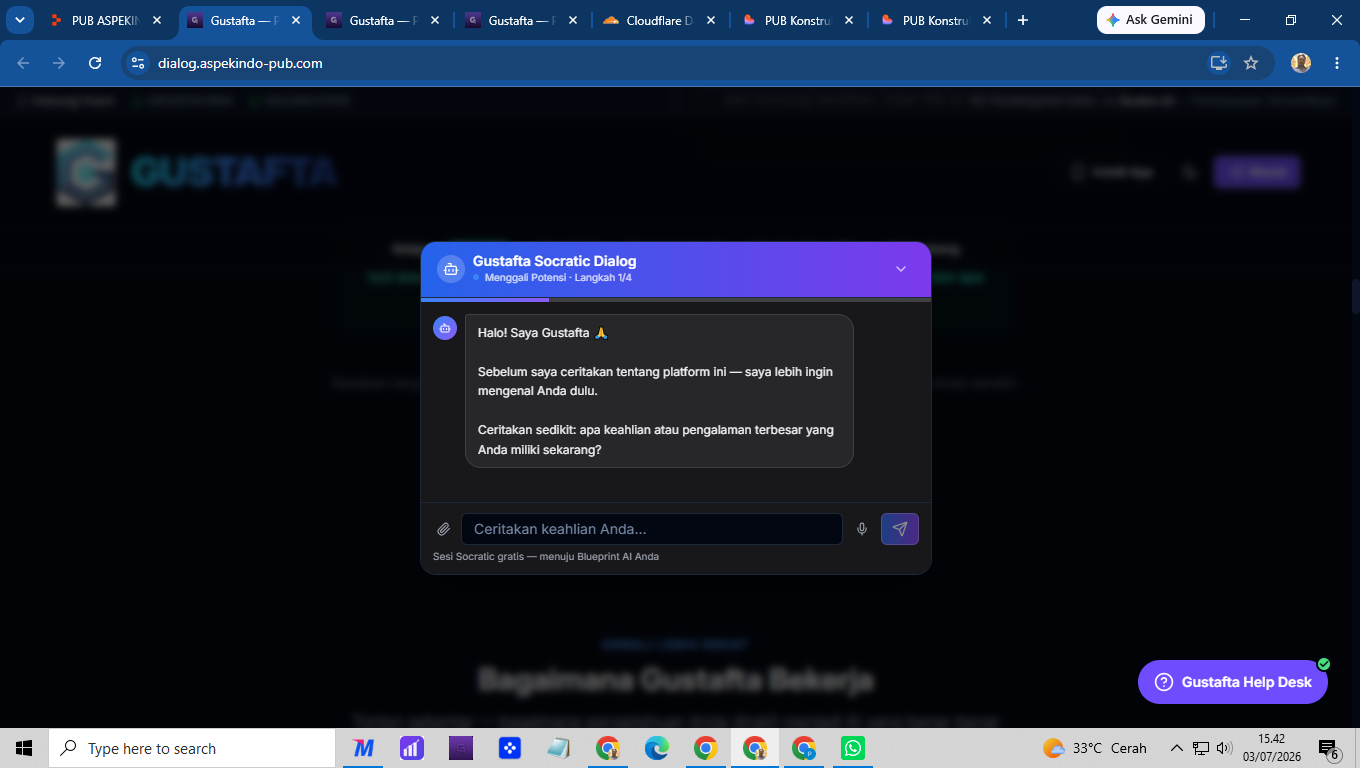 PUB ASPEKIN
Gustafta — P
Gustafta — P
Gustafta — P
Cloudflare D
PUB Konstru
PUB Konstru
Ask Gemini
dialog.aspekindo-pub.com
GUSTAFTA
Install App
Gustafta Socratic Dialog
Menggali Potensi · Langkah 1/4
Halo! Saya Gustafta 🙏
Sebelum saya ceritakan tentang platform ini — saya lebih ingin
mengenal Anda dulu.
Ceritakan sedikit: apa keahlian atau pengalaman terbesar yang
Anda miliki sekarang?
Ceritakan keahlian Anda...
Sesi Socratic gratis — menuju Blueprint AI Anda
Bagaimana Gustafta Bekerja
Gustafta Help Desk
Type here to search
33°C Cerah
15.42
03/07/2026
6